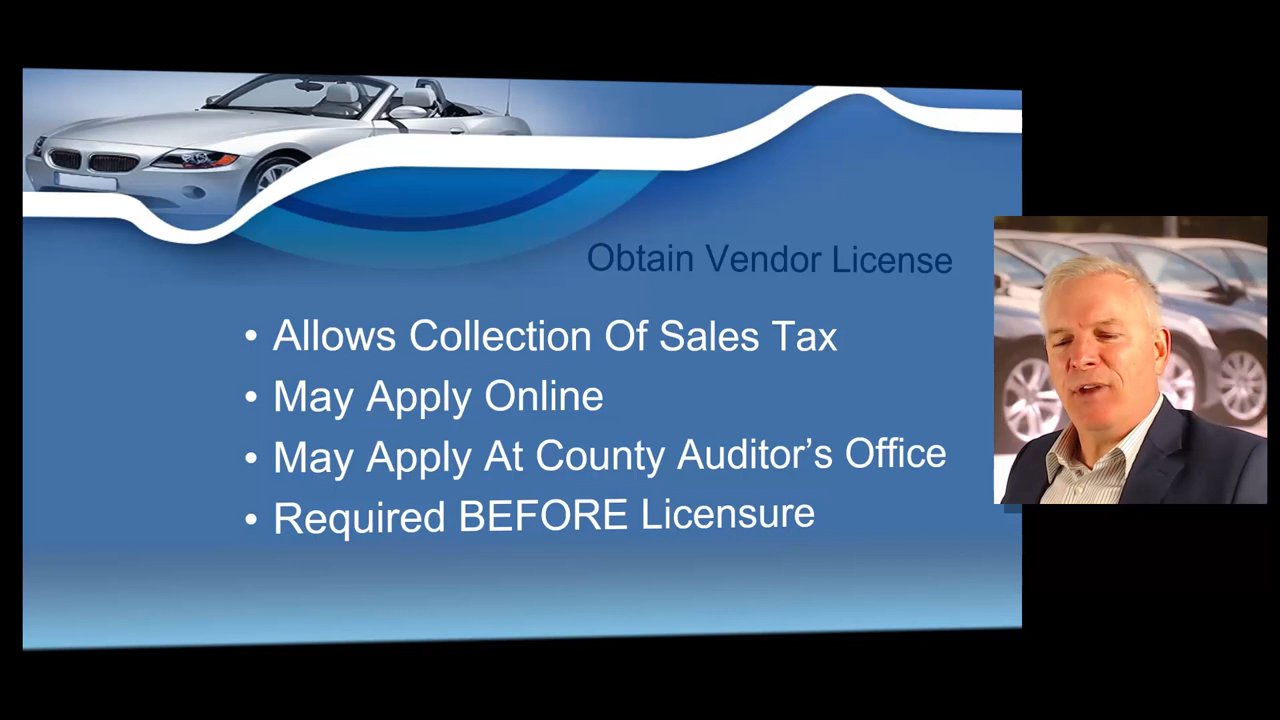 Obtain Vendor License
• Allows Collection Of Sales Tax
• May Apply Online
• May Apply At County Auditor's Office
• Required BEFORE Licensure